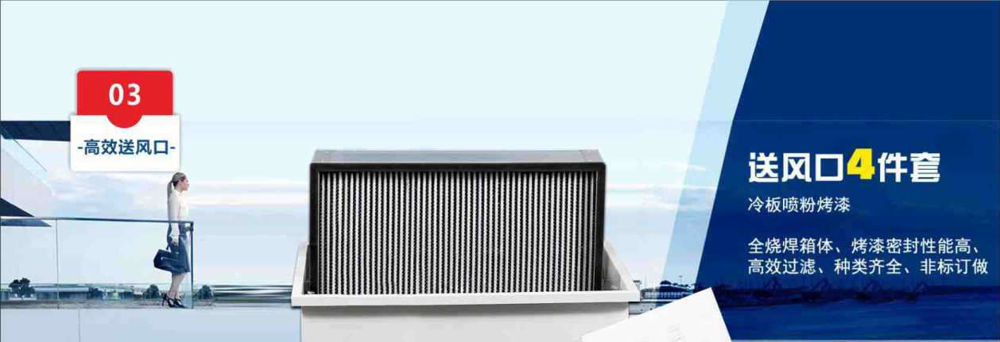 03
-高效送风口-
送风口4件套
冷板喷粉烤漆
全烧焊箱体、烤漆密封性能高、
高效过滤、种类齐全、非标订做